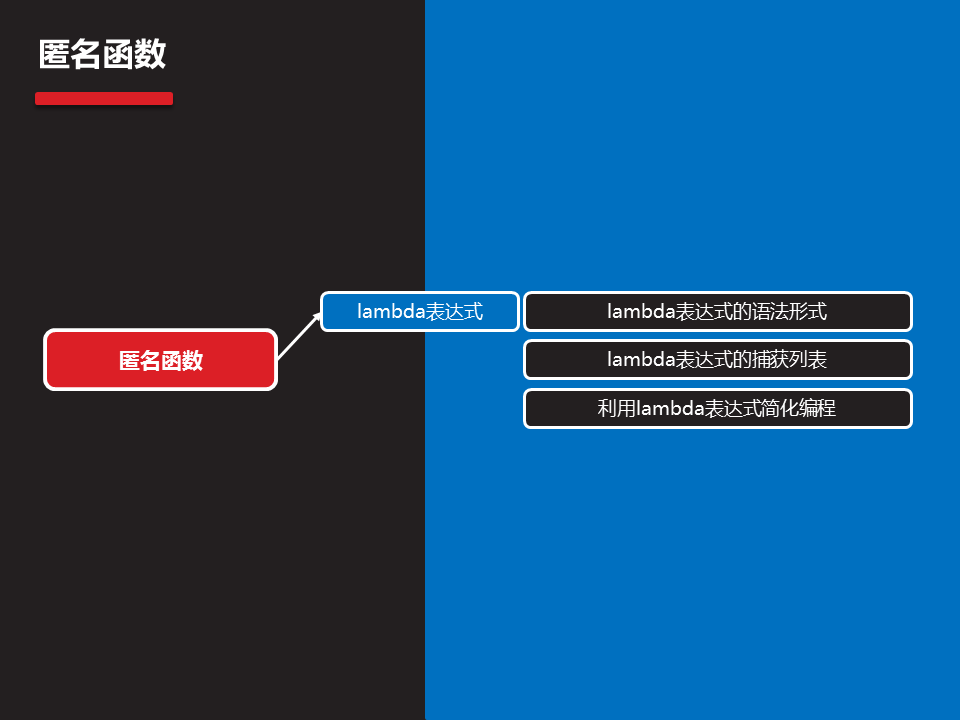 匿名函数
匿名函数
lambda表达式
lambda表达式的语法形式
lambda表达式的捕获列表
利用lambda表达式简化编程